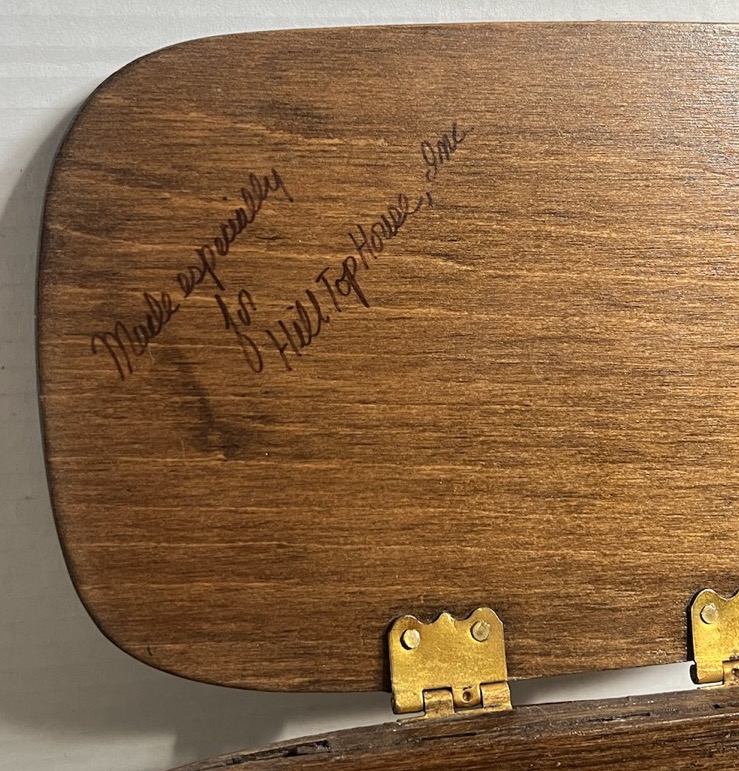 Made especially
for
Hill Top House, Inc.